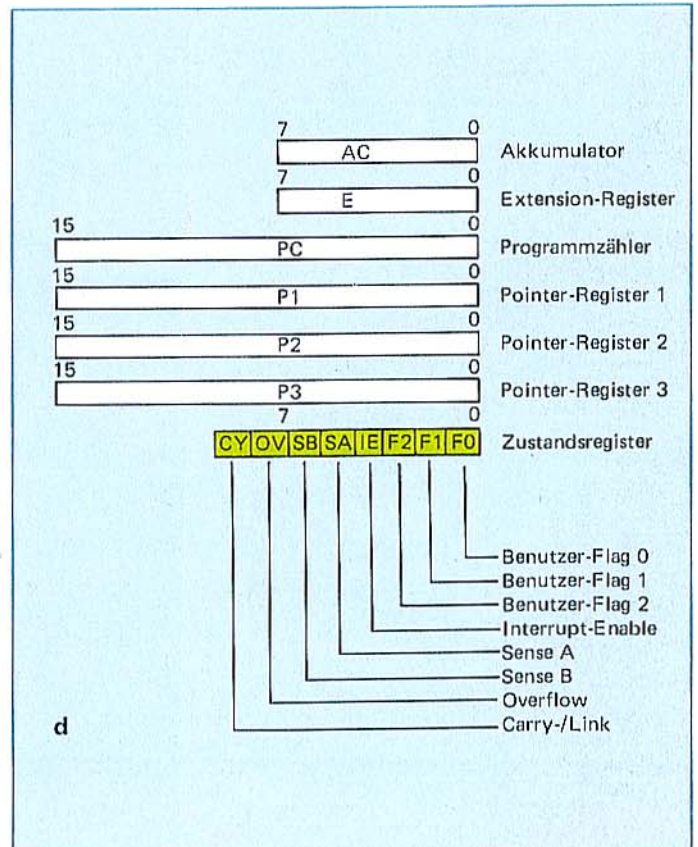 7 0
AC Akkumulator
7 0
E Extension-Register
15 0
PC Programmzähler
15 0
P1 Pointer-Register 1
15 0
P2 Pointer-Register 2
15 0
P3 Pointer-Register 3
7 0
CY OV SB SA IE F2 F1 F0 Zustandsregister
Benutzer-Flag 0
Benutzer-Flag 1
Benutzer-Flag 2
Interrupt-Enable
Sense A
Sense B
Overflow
d Carry-/Link